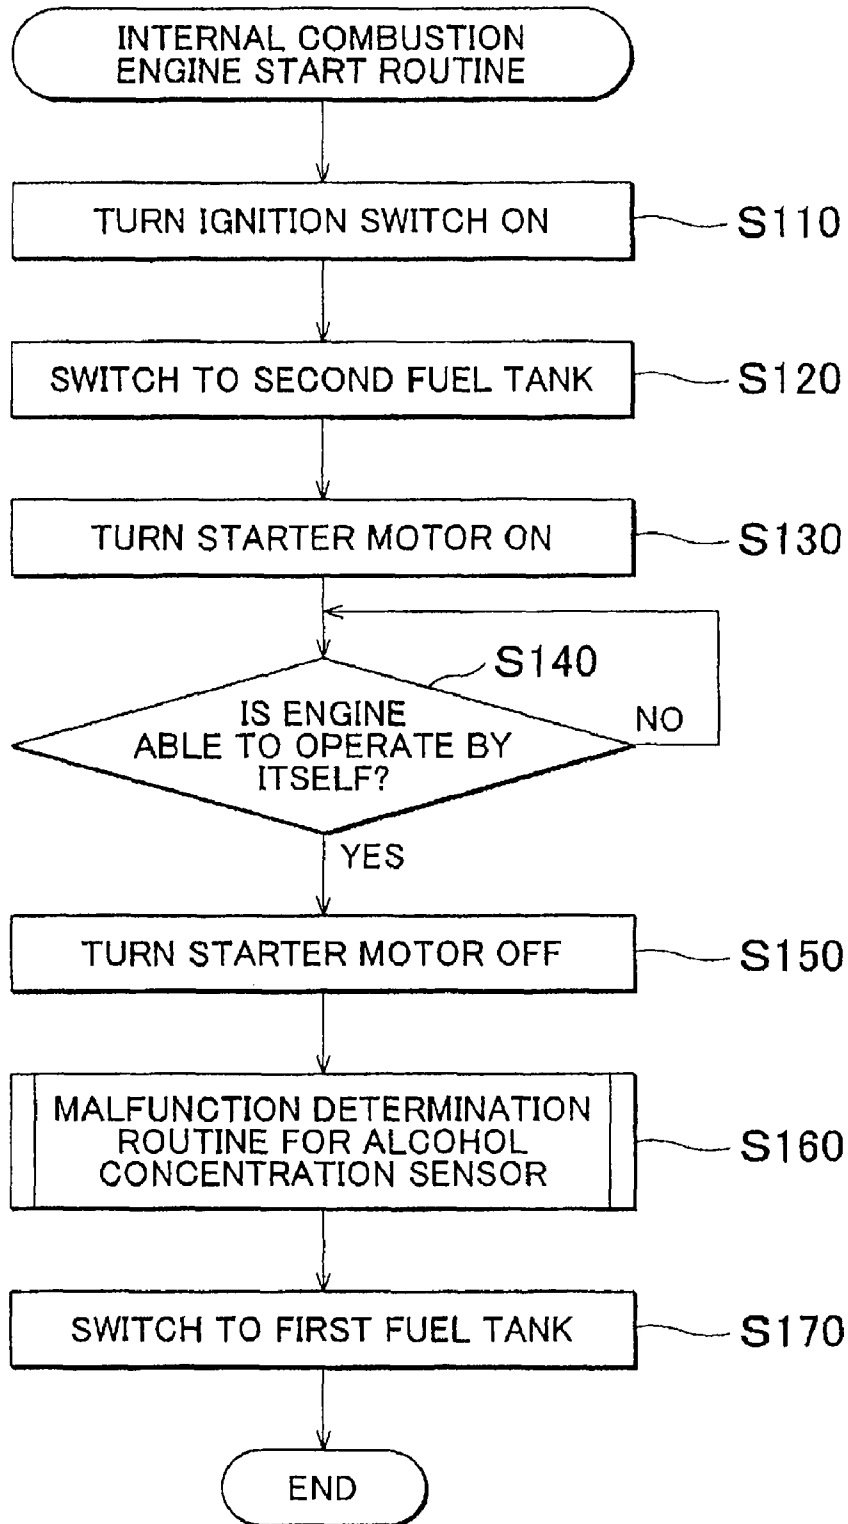 INTERNAL COMBUSTION
ENGINE START ROUTINE
TURN IGNITION SWITCH ON
S110
SWITCH TO SECOND FUEL TANK
S120
TURN STARTER MOTOR ON
S130
S140
IS ENGINE
ABLE TO OPERATE BY
ITSELF?
NO
YES
TURN STARTER MOTOR OFF
S150
MALFUNCTION DETERMINATION
ROUTINE FOR ALCOHOL
CONCENTRATION SENSOR
S160
SWITCH TO FIRST FUEL TANK
S170
END